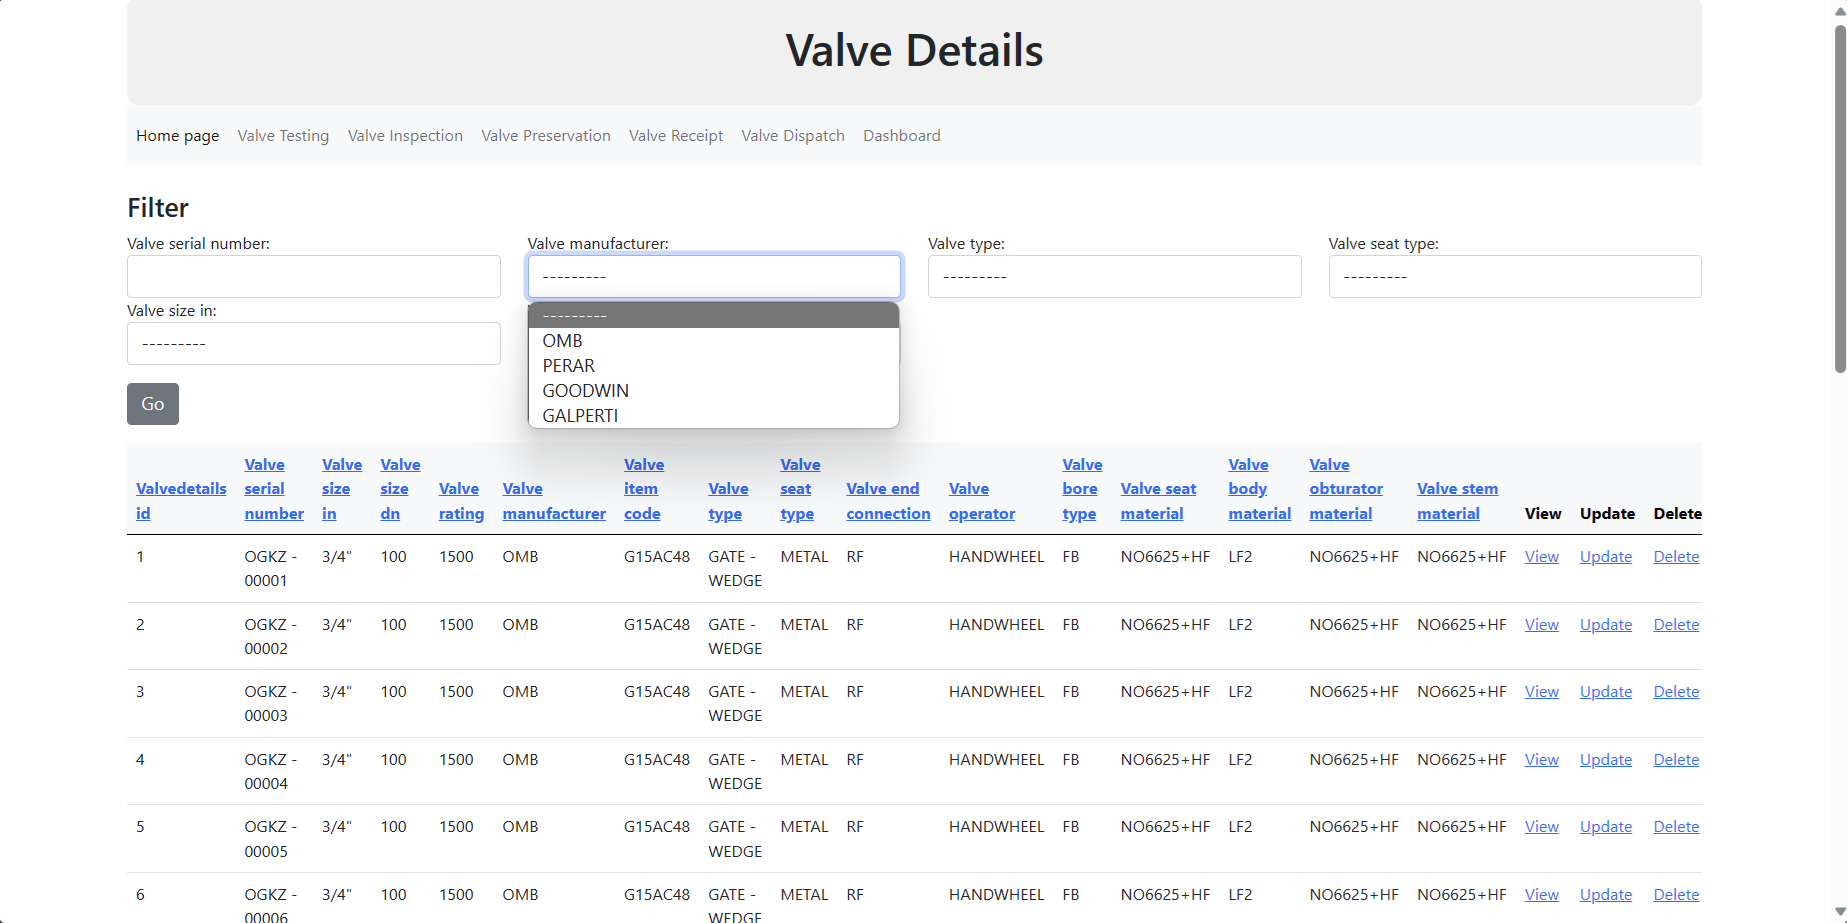 Valve Details
Home page Valve Testing Valve Inspection Valve Preservation Valve Receipt Valve Dispatch Dashboard
Filter
Valve serial number: Valve manufacturer: Valve type: Valve seat type:
--------- --------- ---------
Valve size in:
---------
---------
OMB
PERAR
GOODWIN
GALPERTI
Go
Valvedetails id Valve serial number Valve size in Valve size dn Valve rating Valve manufacturer Valve item code Valve type Valve seat type Valve end connection Valve operator Valve bore type Valve seat material Valve body material Valve obturator material Valve stem material View Update Delete
1 OGKZ - 00001 3/4" 100 1500 OMB G15AC48 GATE - WEDGE METAL RF HANDWHEEL FB NO6625+HF LF2 NO6625+HF NO6625+HF View Update Delete
2 OGKZ - 00002 3/4" 100 1500 OMB G15AC48 GATE - WEDGE METAL RF HANDWHEEL FB NO6625+HF LF2 NO6625+HF NO6625+HF View Update Delete
3 OGKZ - 00003 3/4" 100 1500 OMB G15AC48 GATE - WEDGE METAL RF HANDWHEEL FB NO6625+HF LF2 NO6625+HF NO6625+HF View Update Delete
4 OGKZ - 00004 3/4" 100 1500 OMB G15AC48 GATE - WEDGE METAL RF HANDWHEEL FB NO6625+HF LF2 NO6625+HF NO6625+HF View Update Delete
5 OGKZ - 00005 3/4" 100 1500 OMB G15AC48 GATE - WEDGE METAL RF HANDWHEEL FB NO6625+HF LF2 NO6625+HF NO6625+HF View Update Delete
6 OGKZ - 00006 3/4" 100 1500 OMB G15AC48 GATE - WEDGE METAL RF HANDWHEEL FB NO6625+HF LF2 NO6625+HF NO6625+HF View Update Delete